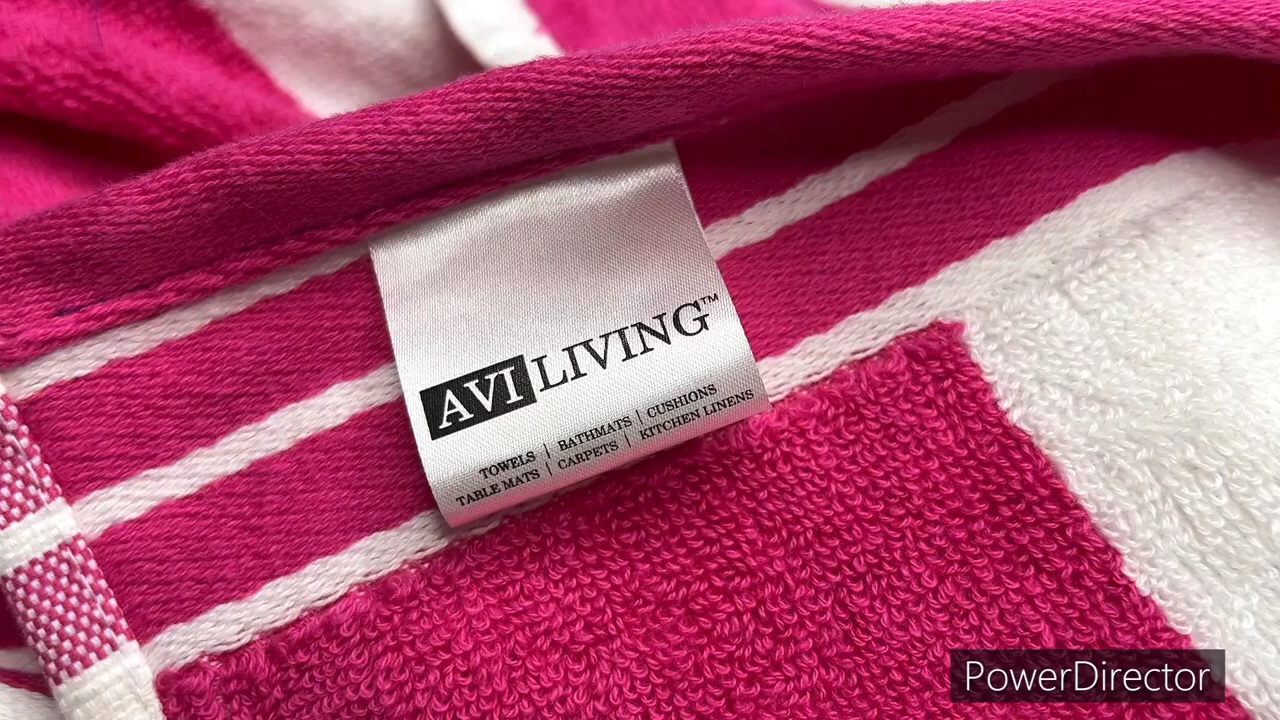 AVI LIVING™
TOWELS | BATHMATS | CUSHIONS
TABLE MATS | CARPETS | KITCHEN LINENS
PowerDirector